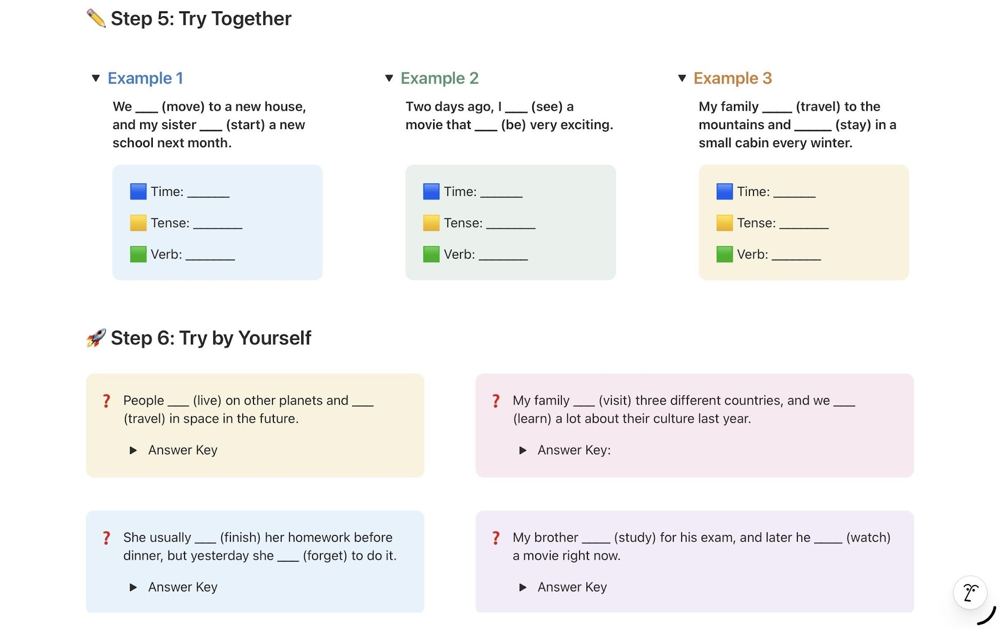 Step 5: Try Together
Example 1
We ___ (move) to a new house,
and my sister ___ (start) a new
school next month.
Time: ______
Tense: _______
Verb: _______
Example 2
Two days ago, I ___ (see) a
movie that ___ (be) very exciting.
Time: ______
Tense: _______
Verb: _______
Example 3
My family ____ (travel) to the
mountains and _____ (stay) in a
small cabin every winter.
Time: ______
Tense: _______
Verb: _______
Step 6: Try by Yourself
People ___ (live) on other planets and ___
(travel) in space in the future.
Answer Key
My family ___ (visit) three different countries, and we ___
(learn) a lot about their culture last year.
Answer Key:
She usually ___ (finish) her homework before
dinner, but yesterday she ___ (forget) to do it.
Answer Key
My brother ____ (study) for his exam, and later he ____ (watch)
a movie right now.
Answer Key